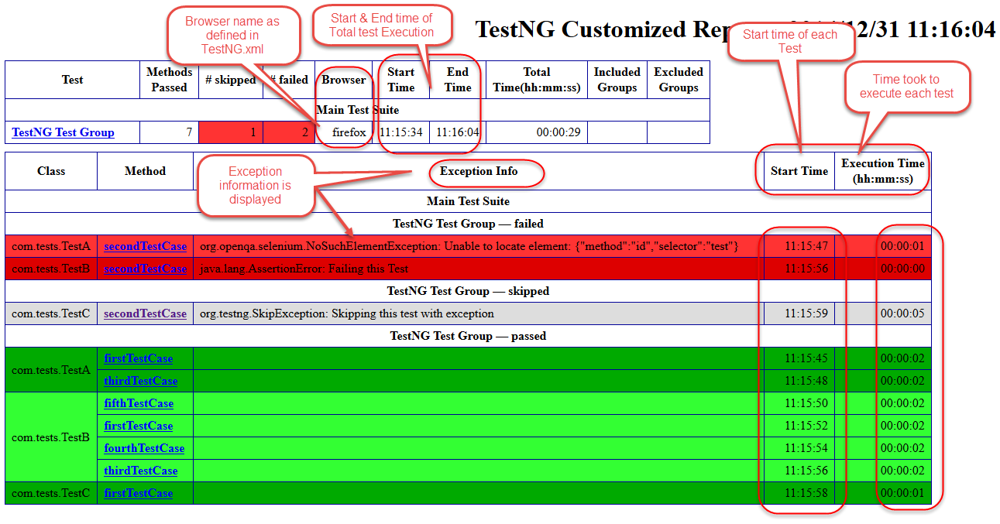 Browser name as
defined in
TestNG.xml
Start & End time of
Total test Execution
TestNG Customized Rep 12/31 11:16:04
Start time of each
Test
Time took to
execute each test
Test Methods Passed # skipped # failed Browser Start Time End Time Total Time(hh:mm:ss) Included Groups Excluded Groups
Main Test Suite
TestNG Test Group 7 1 2 firefox 11:15:34 11:16:04 00:00:29
Exception
information is
displayed
Class Method Exception Info Start Time Execution Time (hh:mm:ss)
Main Test Suite
TestNG Test Group — failed
com.tests.TestA secondTestCase org.openqa.selenium.NoSuchElementException: Unable to locate element: {"method":"id","selector":"test"} 11:15:47 00:00:01
com.tests.TestB secondTestCase java.lang.AssertionError: Failing this Test 11:15:56 00:00:00
TestNG Test Group — skipped
com.tests.TestC secondTestCase org.testng.SkipException: Skipping this test with exception 11:15:59 00:00:05
TestNG Test Group — passed
com.tests.TestA firstTestCase 11:15:45 00:00:02
thirdTestCase 11:15:48 00:00:02
com.tests.TestB fifthTestCase 11:15:50 00:00:02
firstTestCase 11:15:52 00:00:02
fourthTestCase 11:15:54 00:00:02
thirdTestCase 11:15:56 00:00:02
com.tests.TestC firstTestCase 11:15:58 00:00:01